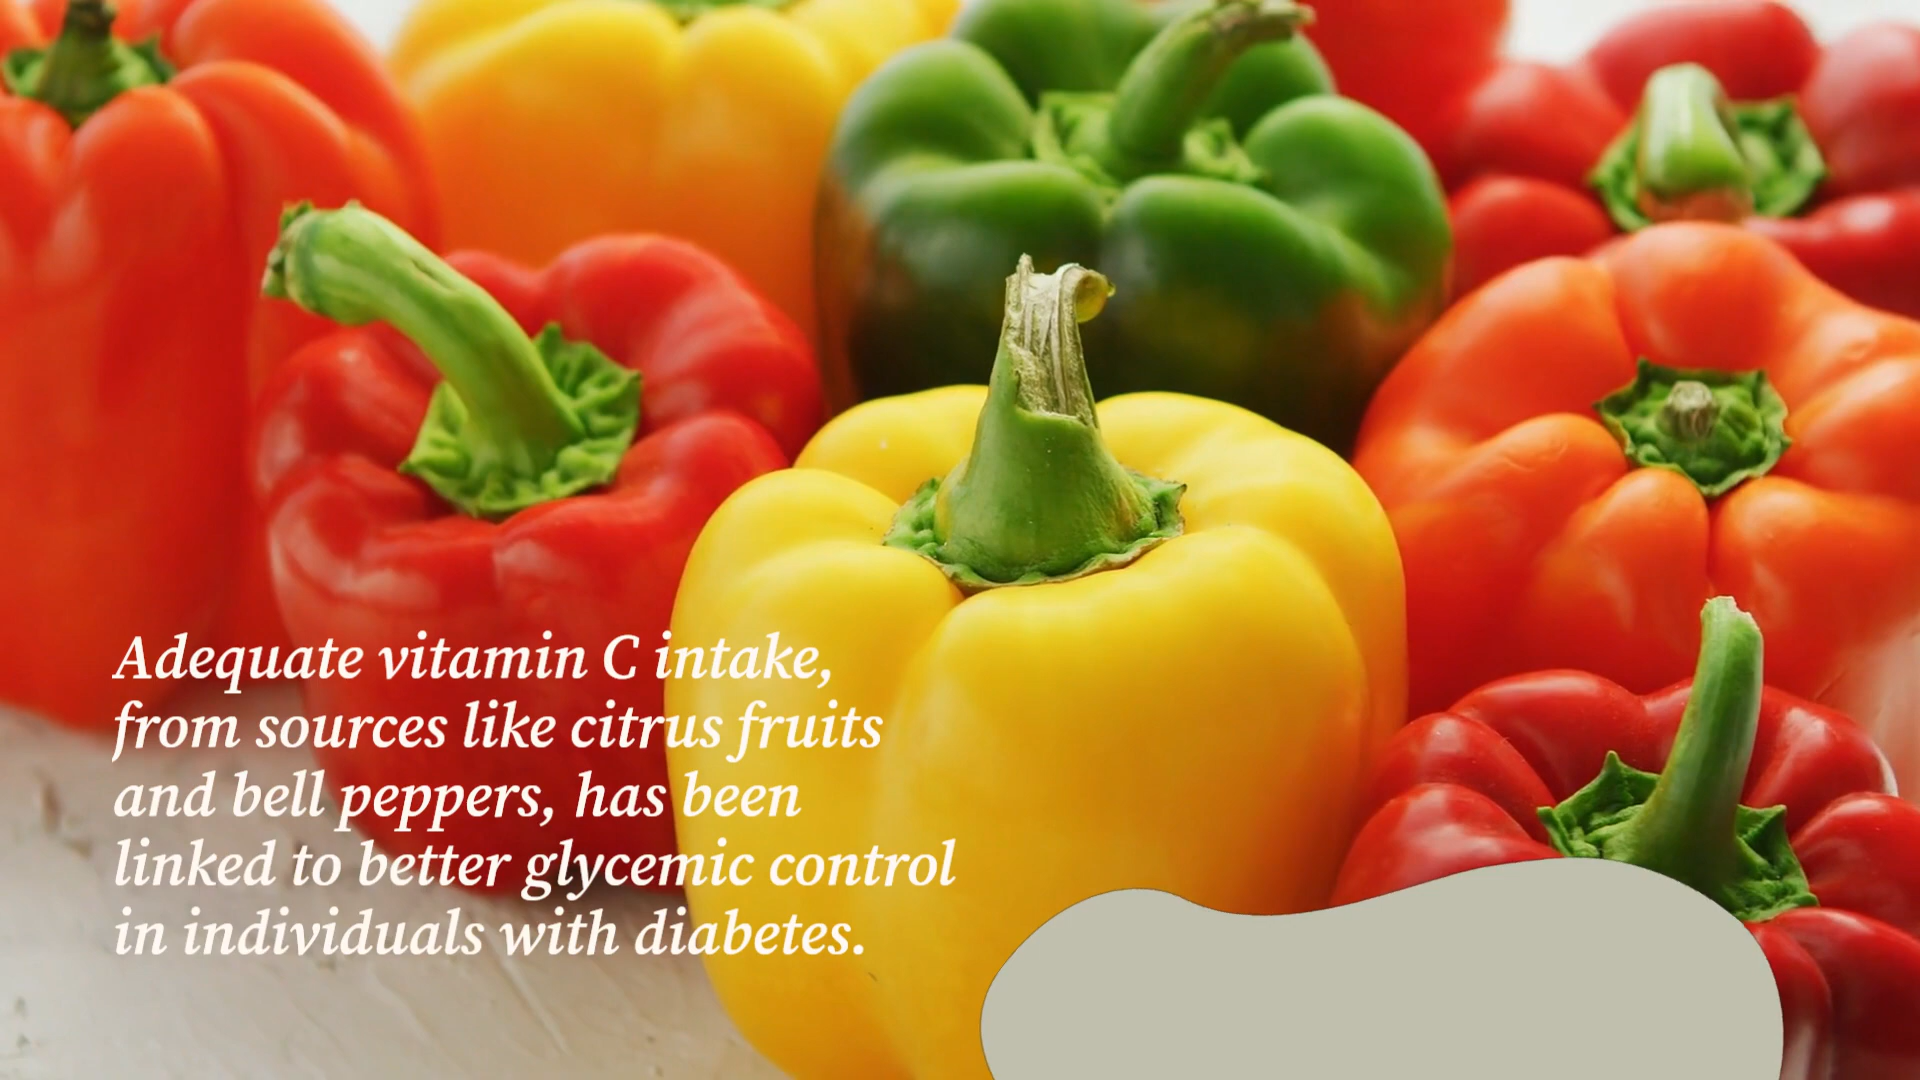 Adequate vitamin C intake,
from sources like citrus fruits
and bell peppers, has been
linked to better glycemic control
in individuals with diabetes.